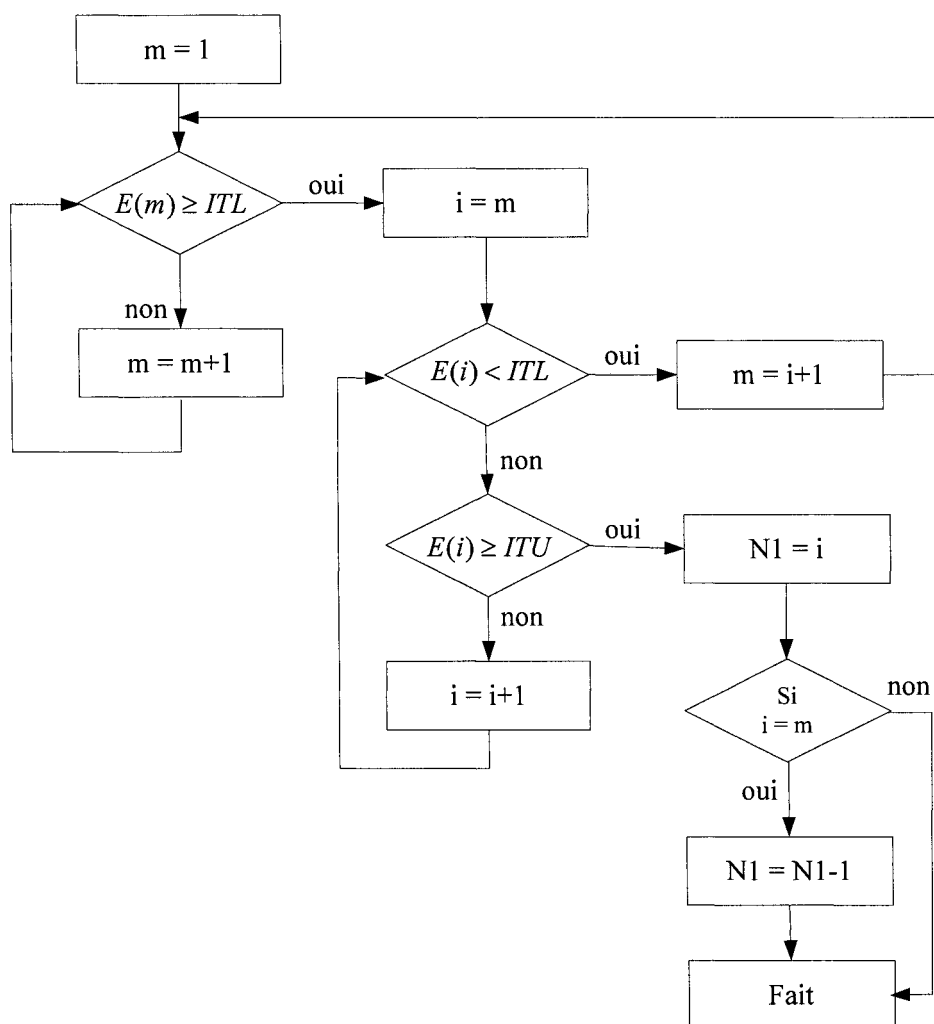 m = 1
E(m) ≥ ITL
oui
i = m
non
m = m+1
E(i) < ITL
oui
m = i+1
non
E(i) ≥ ITU
oui
N1 = i
non
i = i+1
Si
i = m
non
oui
N1 = N1-1
Fait